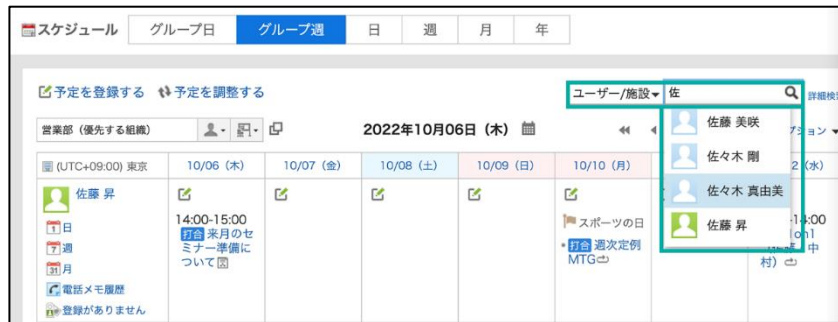 スケジュール グループ日 グループ週 日 週 月 年
予定を登録する 予定を調整する ユーザー/施設 佐 詳細検
営業部（優先する組織） 2022年10月06日（木） プション
佐藤 美咲
佐々木 剛
佐々木 真由美
佐藤 昇
(UTC+09:00) 東京 10/06（木） 10/07（金） 10/08（土） 10/09（日） 10/10（月） 2（水）
佐藤 昇
日
週
月
電話メモ履歴
登録がありません
14:00-15:00
打合 来月のセ
ミナー準備に
ついて
スポーツの日
打合 週次定例
MTG
14:00
on1
中
村）